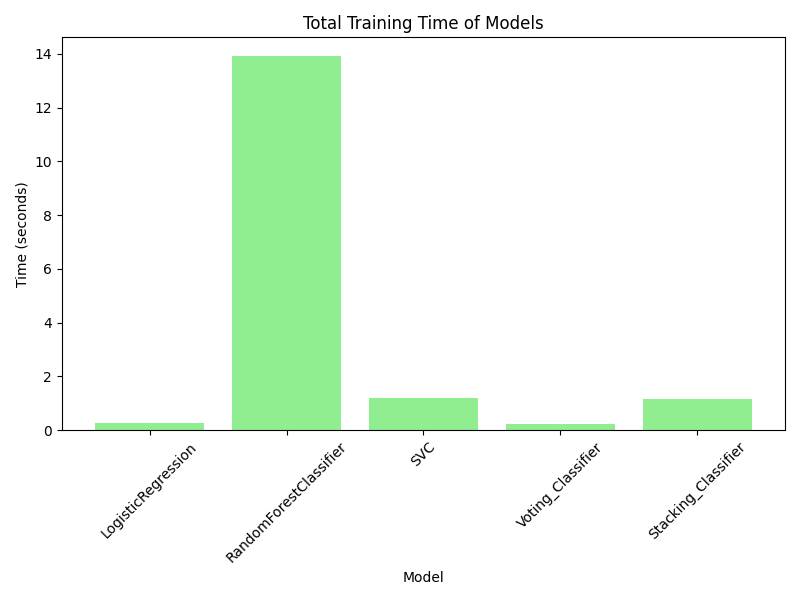 Total Training Time of Models
Time (seconds)
14
12
10
8
6
4
2
0
LogisticRegression
RandomForestClassifier
SVC
Voting_Classifier
Stacking_Classifier
Model